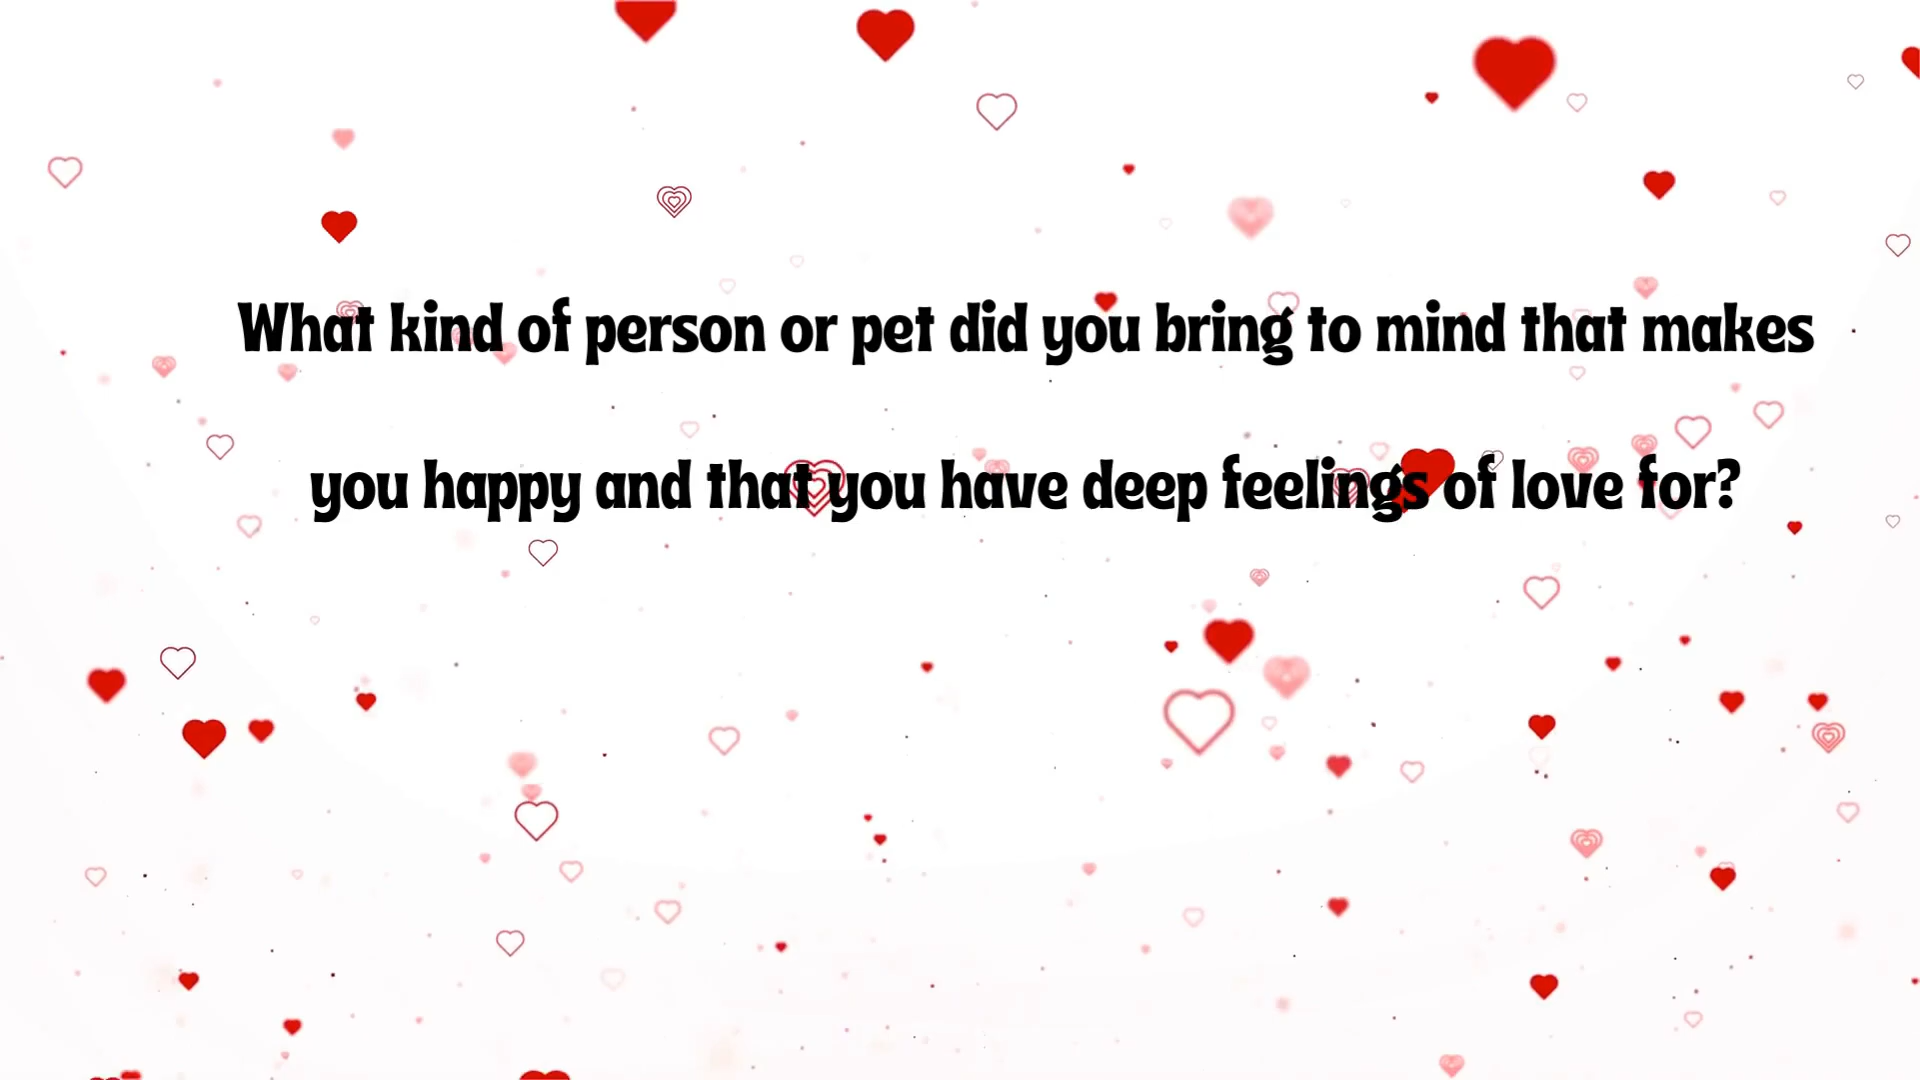 What kind of person or pet did you bring to mind that makes
you happy and that you have deep feelings of love for?